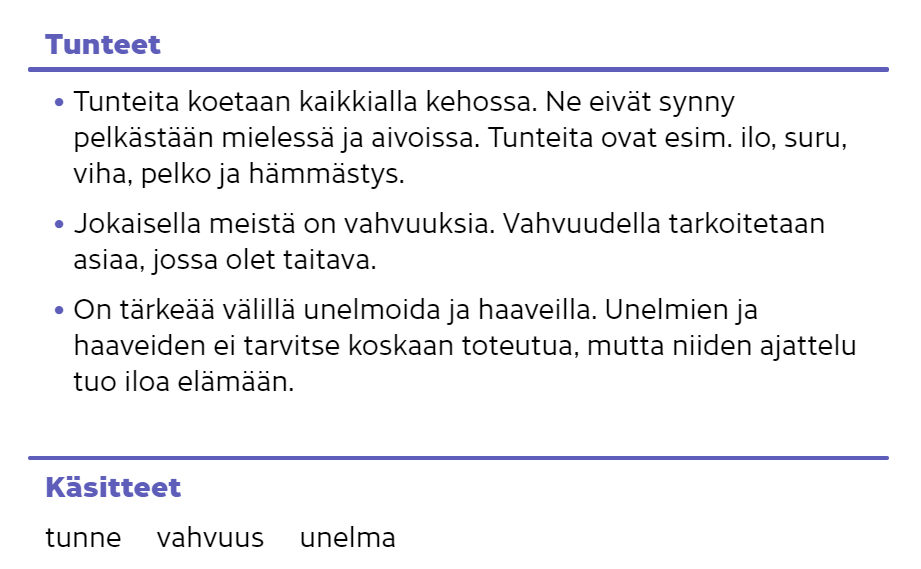 Tunteet
• Tunteita koetaan kaikkialla kehossa. Ne eivät synny
pelkästään mielessä ja aivoissa. Tunteita ovat esim. ilo, suru,
viha, pelko ja hämmästys.
• Jokaisella meistä on vahvuuksia. Vahvuudella tarkoitetaan
asiaa, jossa olet taitava.
• On tärkeää välillä unelmoida ja haaveilla. Unelmien ja
haaveiden ei tarvitse koskaan toteutua, mutta niiden ajattelu
tuo iloa elämään.
Käsitteet
tunne vahvuus unelma